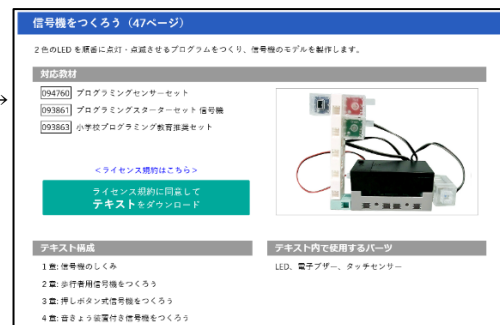 信号機をつくろう（47ページ）
２色のLEDを順番に点灯・点滅させるプログラムをつくり、信号機のモデルを製作します。
対応教材
094760 プログラミングセンサーセット
093861 プログラミングスターターセット 信号機
093863 小学校プログラミング教育推奨セット
＜ライセンス規約はこちら＞
ライセンス規約に同意して
テキストをダウンロード
テキスト構成
１章: 信号機のしくみ
２章: 歩行者用信号機をつくろう
３章: 押しボタン式信号機をつくろう
４章: 音きょう装置付き信号機をつくろう
テキスト内で使用するパーツ
LED、電子ブザー、タッチセンサー